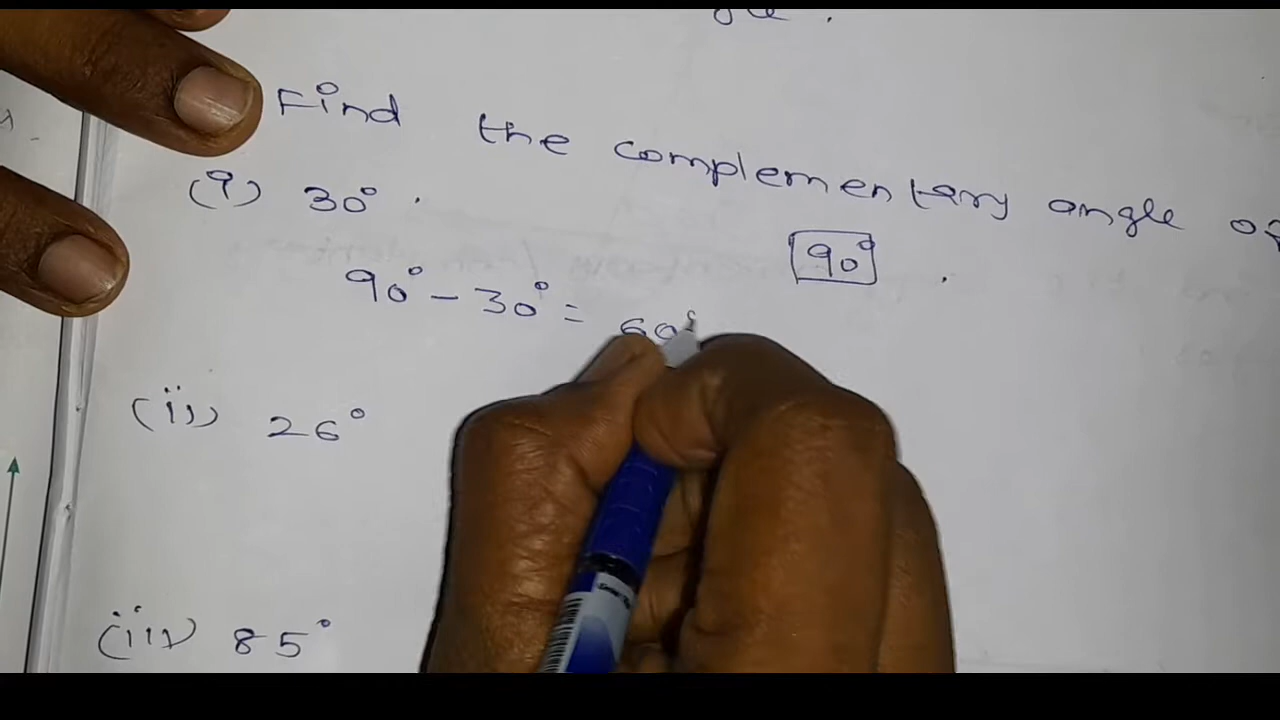 Find the complementary angle of
(i) 30° .
90° .
90° - 30° = 60°
(ii) 26°
(iii) 85°